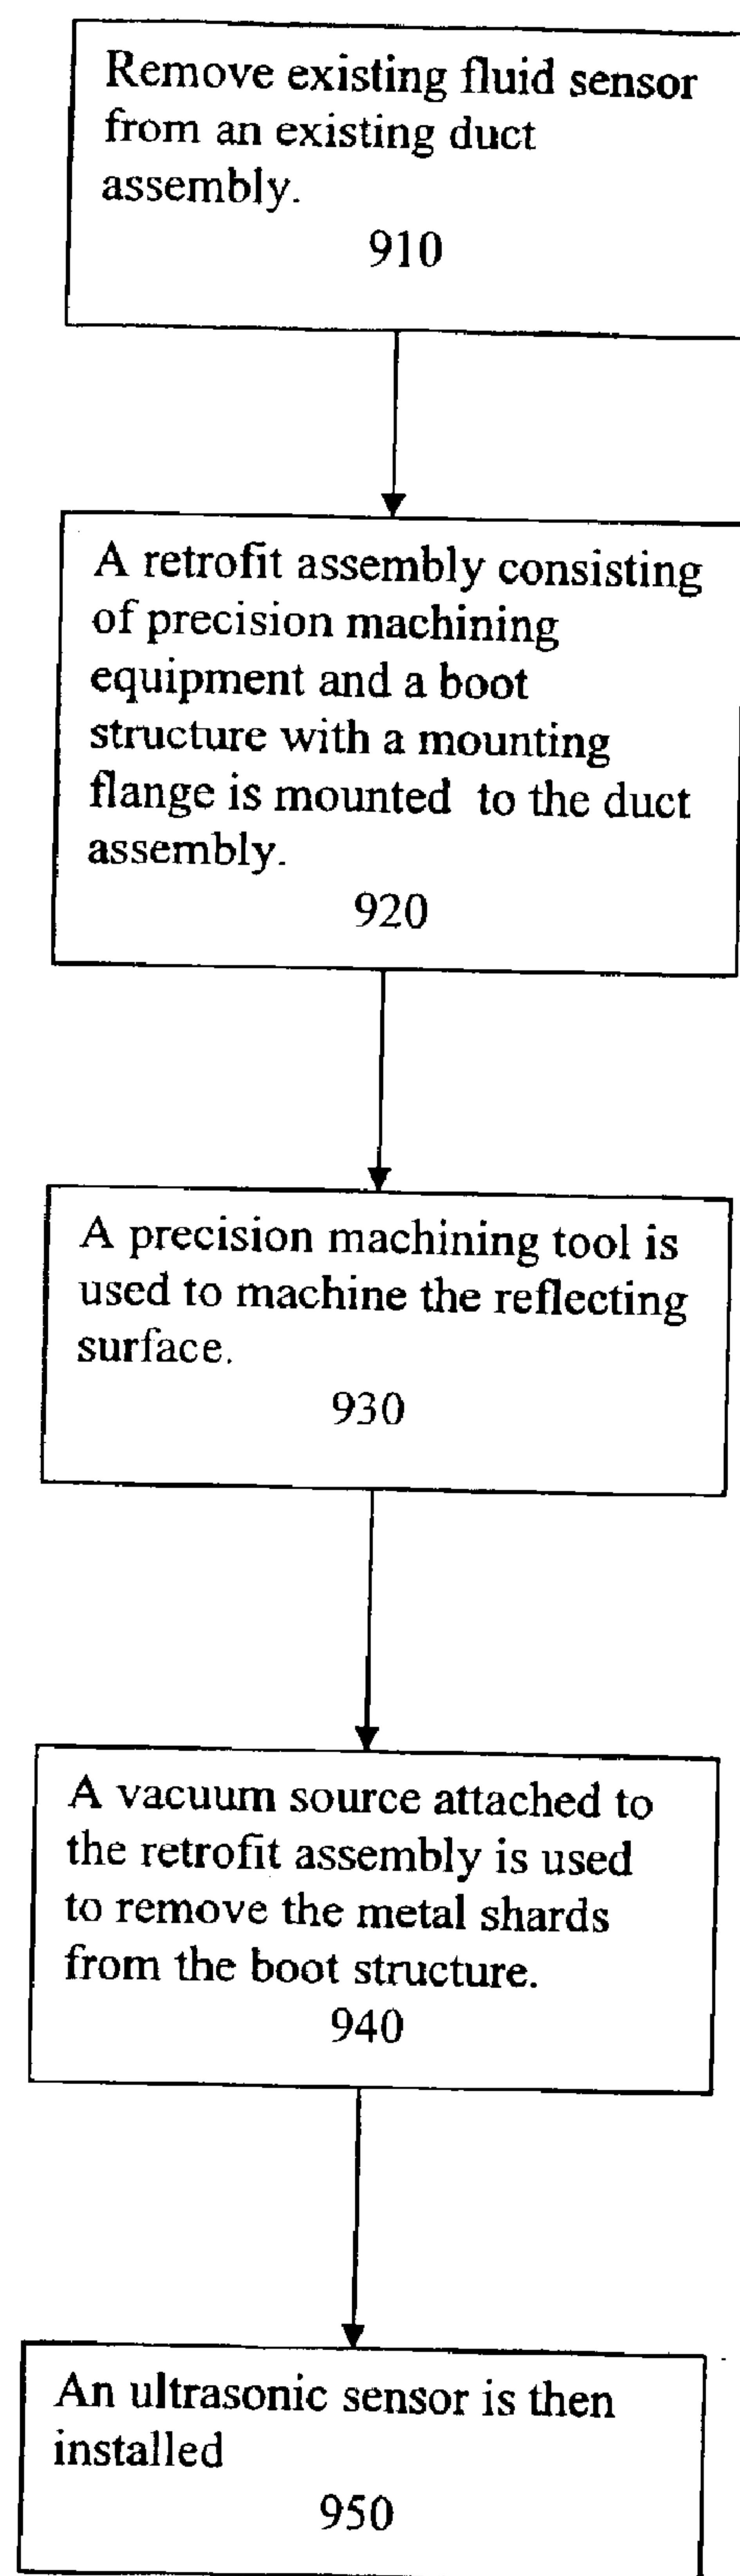 Remove existing fluid sensor
from an existing duct
assembly.
910
A retrofit assembly consisting
of precision machining
equipment and a boot
structure with a mounting
flange is mounted to the duct
assembly.
920
A precision machining tool is
used to machine the reflecting
surface.
930
A vacuum source attached to
the retrofit assembly is used
to remove the metal shards
from the boot structure.
940
An ultrasonic sensor is then
installed
950